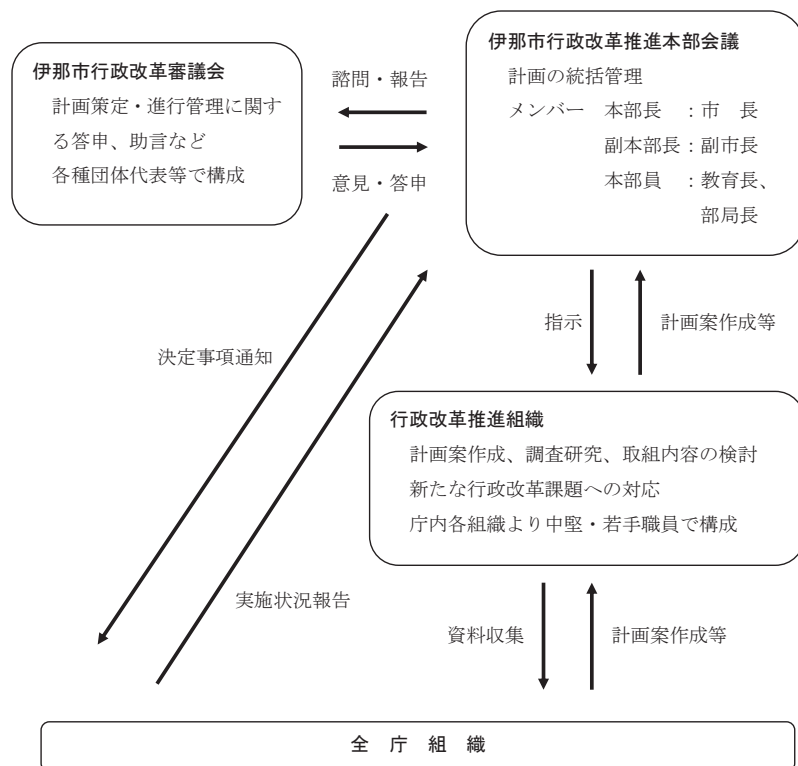 伊那市行政改革審議会
計画策定・進行管理に関す
る答申、助言など
各種団体代表等で構成
諮問・報告
意見・答申
伊那市行政改革推進本部会議
計画の統括管理
メンバー 本部長 :市 長
副本部長:副市長
本部員 :教育長、
部局長
決定事項通知
実施状況報告
指示
計画案作成等
行政改革推進組織
計画案作成、調査研究、取組内容の検討
新たな行政改革課題への対応
庁内各組織より中堅・若手職員で構成
資料収集
計画案作成等
全 庁 組 織